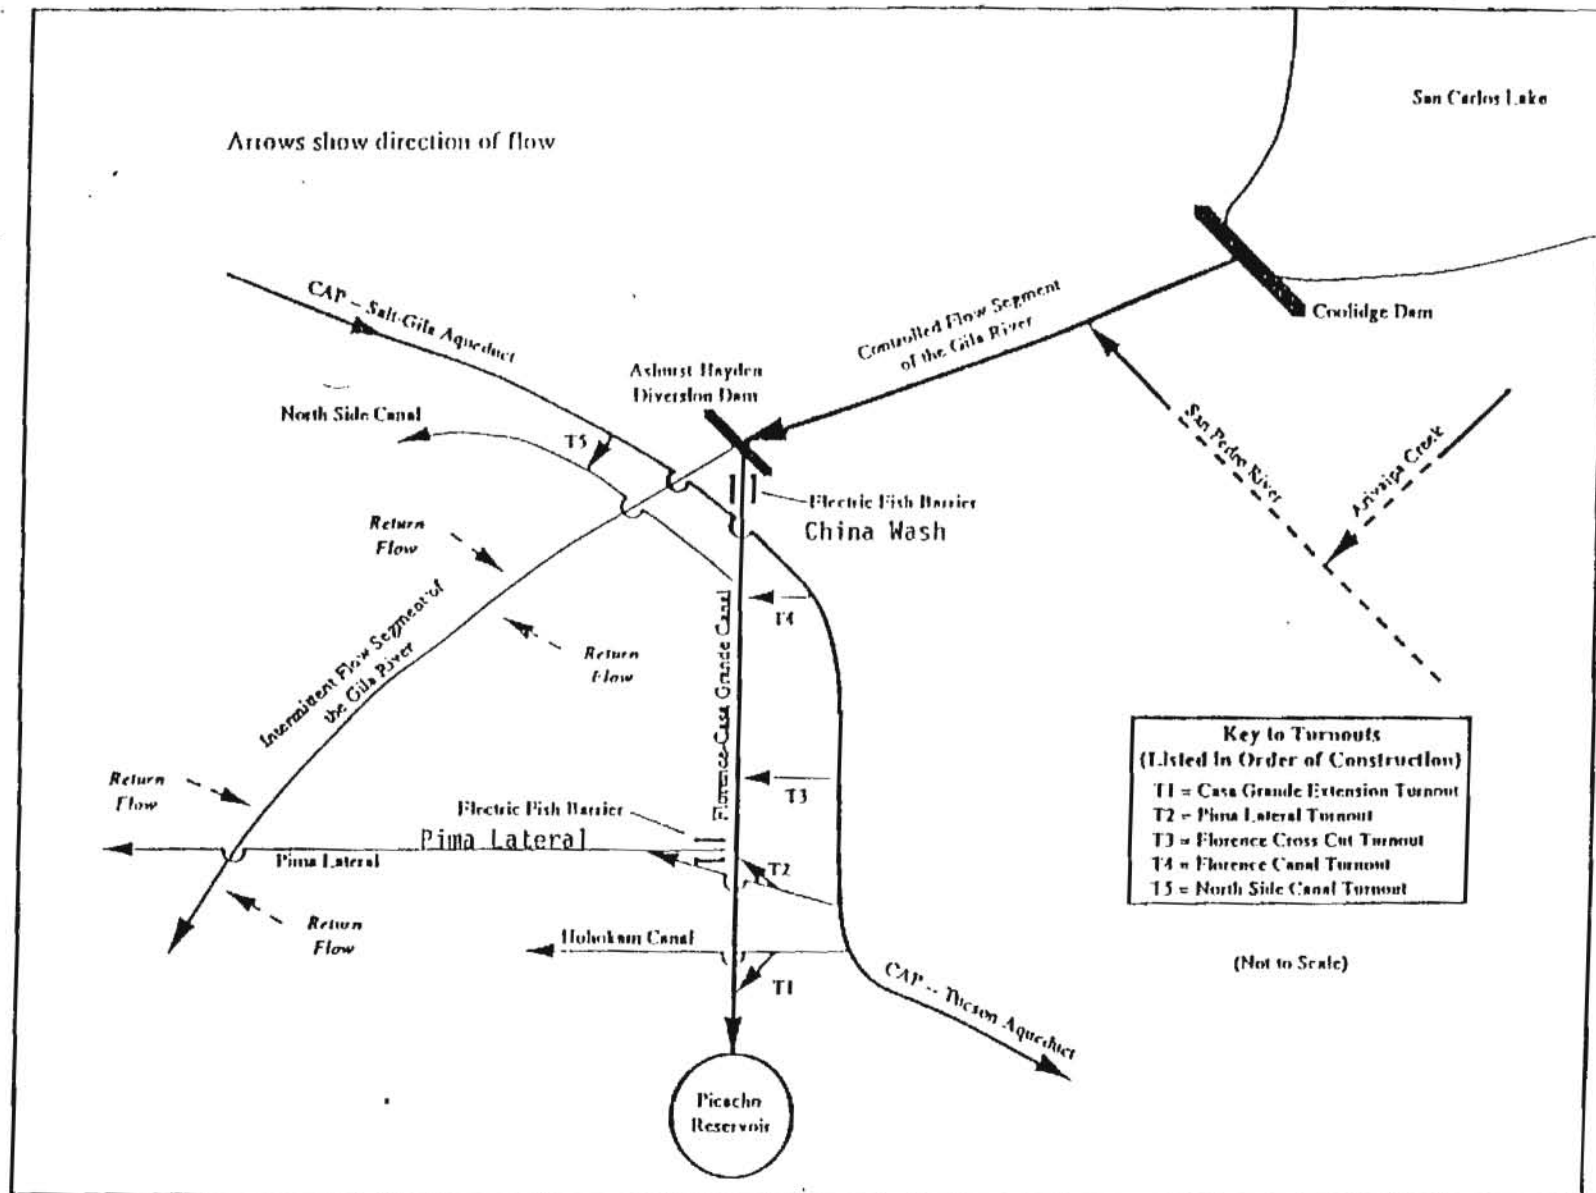 San Carlos Lake
Arrows show direction of flow
Coolidge Dam
Controlled Flow Segment
of the Gila River
CAP – Salt-Gila Aqueduct
Ashurst Hayden
Diversion Dam
North Side Canal
T5
San Pedro River
Arivaipa Creek
Electric Fish Barrier
China Wash
Return
Flow
T4
Return
Flow
Florence-Casa Grande Canal
Intermittent Flow Segment of
the Gila River
Key to Turnouts
(Listed in Order of Construction)
T1 = Casa Grande Extension Turnout
T2 = Pima Lateral Turnout
T3 = Florence Cross Cut Turnout
T4 = Florence Canal Turnout
T5 = North Side Canal Turnout
Return
Flow
T3
Electric Fish Barrier
Pima Lateral
Pima Lateral
T2
Return
Flow
Hohokam Canal
(Not to Scale)
T1
CAP -- Tucson Aqueduct
Picacho
Reservoir